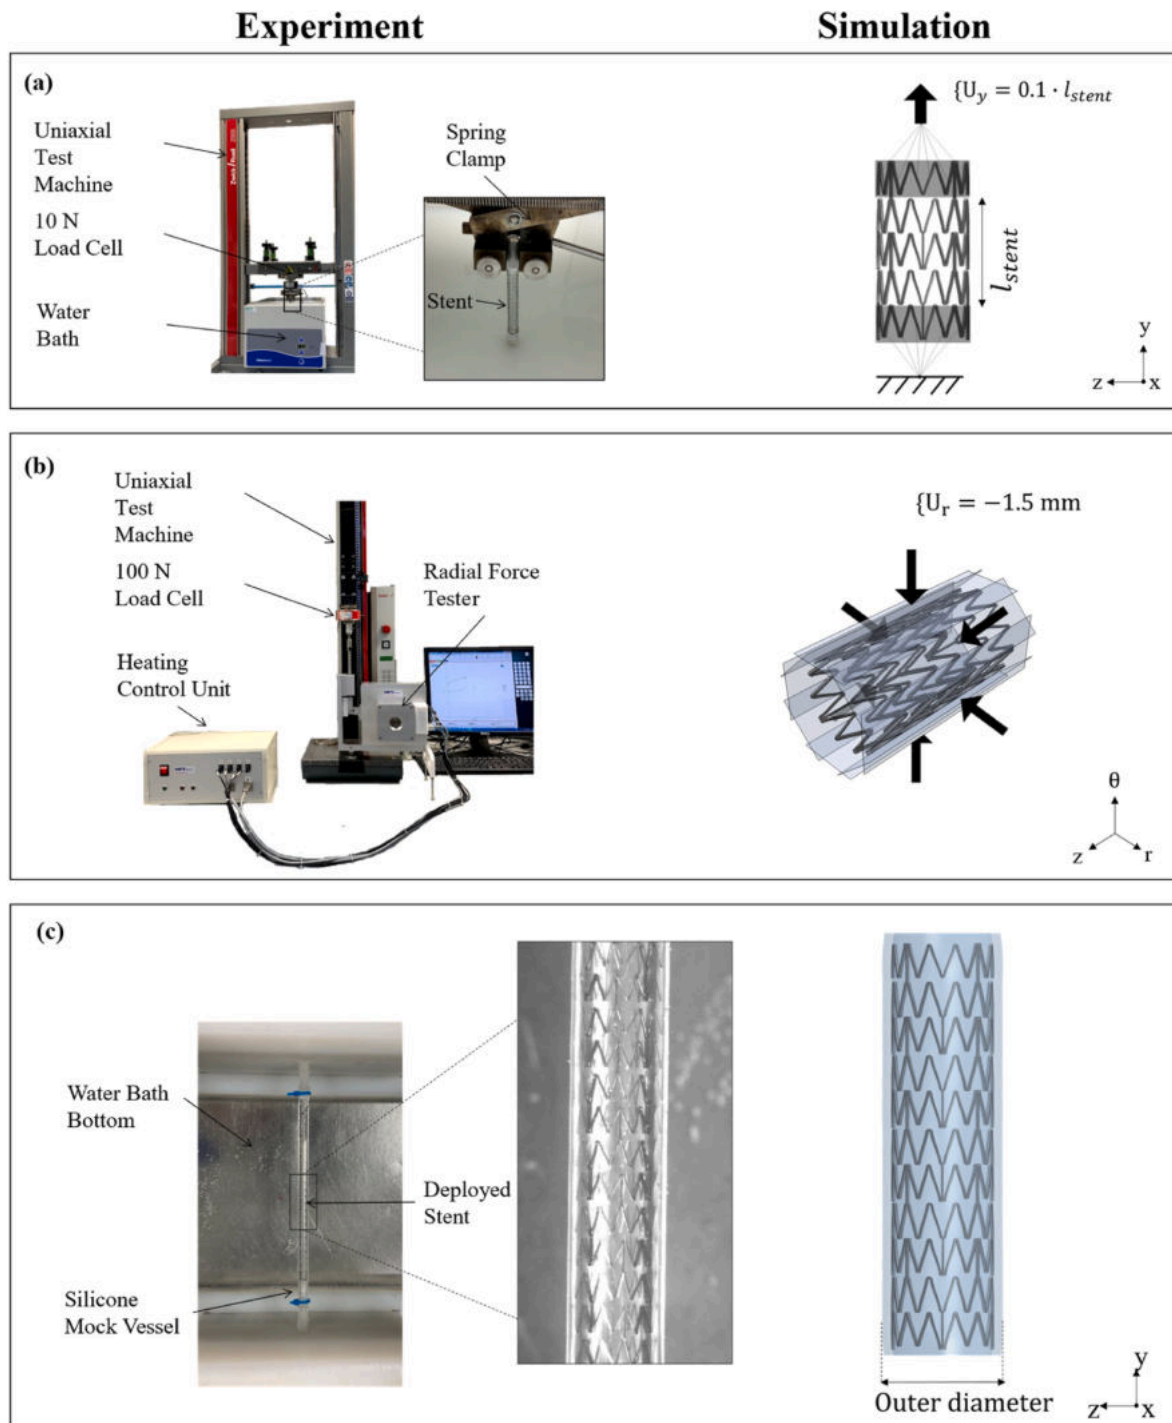 Experiment
Simulation
(a)
Uniaxial
Test
Machine
10 N
Load Cell
Water
Bath
Spring
Clamp
Stent
{U_y = 0.1 · l_stent
l_stent
y
z
x
(b)
Uniaxial
Test
Machine
100 N
Load Cell
Heating
Control Unit
Radial Force
Tester
{U_r = −1.5 mm
θ
z
r
(c)
Water Bath
Bottom
Deployed
Stent
Silicone
Mock Vessel
Outer diameter
y
z
x